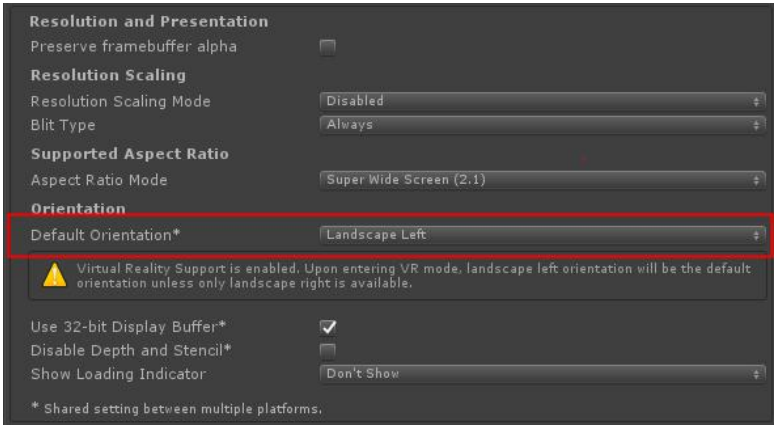 Resolution and Presentation
Preserve framebuffer alpha
Resolution Scaling
Resolution Scaling Mode Disabled
Blit Type Always
Supported Aspect Ratio
Aspect Ratio Mode Super Wide Screen (2.1)
Orientation
Default Orientation* Landscape Left
Virtual Reality Support is enabled. Upon entering VR mode, landscape left orientation will be the default
orientation unless only landscape right is available.
Use 32-bit Display Buffer*
Disable Depth and Stencil*
Show Loading Indicator Don't Show
* Shared setting between multiple platforms.